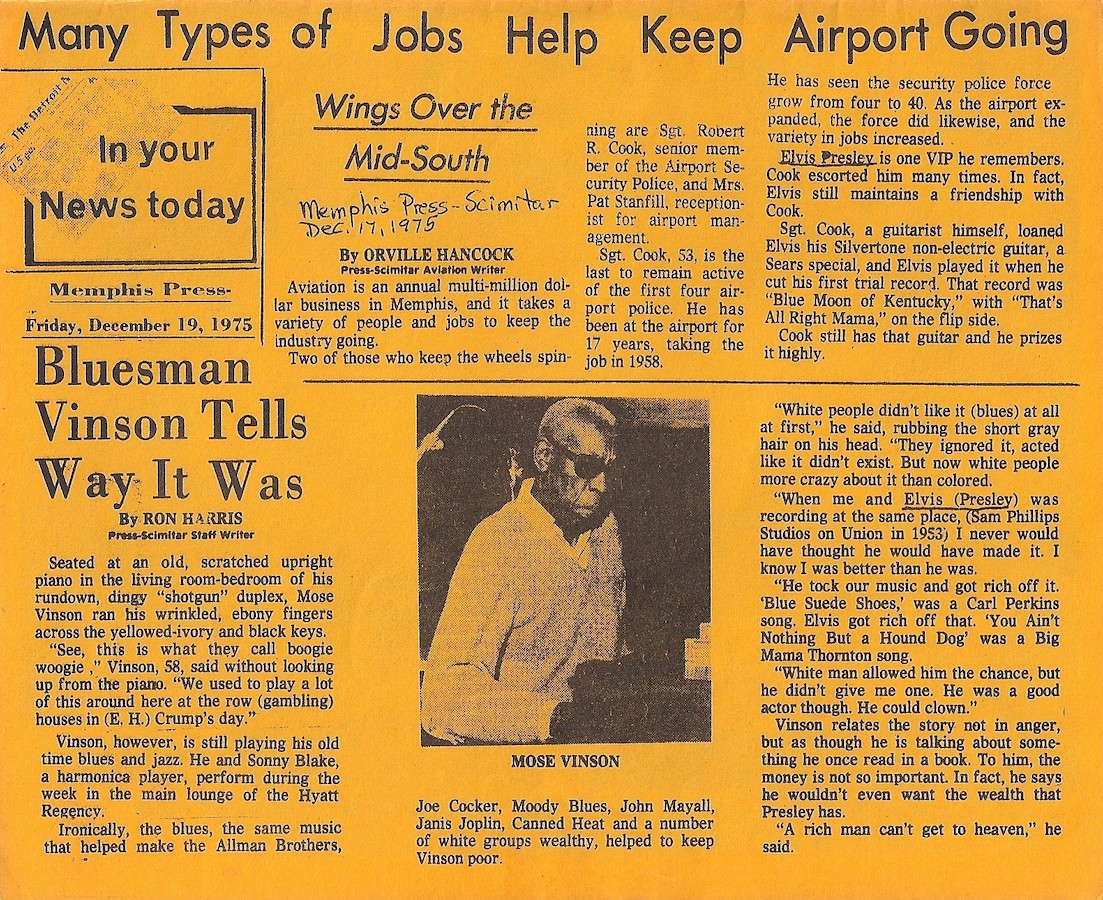 Many Types of Jobs Help Keep Airport Going
The Detroit
In your
News today
Memphis Press-
Friday, December 19, 1975
Wings Over the
Mid-South
Memphis Press-Scimitar
Dec. 17, 1975
By ORVILLE HANCOCK
Press-Scimitar Aviation Writer
Aviation is an annual multi-million dol-
lar business in Memphis, and it takes a
variety of people and jobs to keep the
industry going.
Two of those who keep the wheels spin-
ning are Sgt. Robert
R. Cook, senior mem-
ber of the Airport Se-
curity Police, and Mrs.
Pat Stanfill, reception-
ist for airport man-
agement.
Sgt. Cook, 53, is the
last to remain active
of the first four air-
port police. He has
been at the airport for
17 years, taking the
job in 1958.
He has seen the security police force
grow from four to 40. As the airport ex-
panded, the force did likewise, and the
variety in jobs increased.
Elvis Presley is one VIP he remembers.
Cook escorted him many times. In fact,
Elvis still maintains a friendship with
Cook.
Sgt. Cook, a guitarist himself, loaned
Elvis his Silvertone non-electric guitar, a
Sears special, and Elvis played it when he
cut his first trial record. That record was
"Blue Moon of Kentucky," with "That's
All Right Mama," on the flip side.
Cook still has that guitar and he prizes
it highly.
Bluesman
Vinson Tells
Way It Was
By RON HARRIS
Press-Scimitar Staff Writer
Seated at an old, scratched upright
piano in the living room-bedroom of his
rundown, dingy "shotgun" duplex, Mose
Vinson ran his wrinkled, ebony fingers
across the yellowed-ivory and black keys.
"See, this is what they call boogie
woogie ," Vinson, 58, said without looking
up from the piano. "We used to play a lot
of this around here at the row (gambling)
houses in (E. H.) Crump's day."
Vinson, however, is still playing his old
time blues and jazz. He and Sonny Blake,
a harmonica player, perform during the
week in the main lounge of the Hyatt
Regency.
Ironically, the blues, the same music
that helped make the Allman Brothers,
MOSE VINSON
Joe Cocker, Moody Blues, John Mayall,
Janis Joplin, Canned Heat and a number
of white groups wealthy, helped to keep
Vinson poor.
"White people didn't like it (blues) at all
at first," he said, rubbing the short gray
hair on his head. "They ignored it, acted
like it didn't exist. But now white people
more crazy about it than colored.
"When me and Elvis (Presley) was
recording at the same place, (Sam Phillips
Studios on Union in 1953) I never would
have thought he would have made it. I
know I was better than he was.
"He tock our music and got rich off it.
'Blue Suede Shoes,' was a Carl Perkins
song. Elvis got rich off that. 'You Ain't
Nothing But a Hound Dog' was a Big
Mama Thornton song.
"White man allowed him the chance, but
he didn't give me one. He was a good
actor though. He could clown."
Vinson relates the story not in anger,
but as though he is talking about some-
thing he once read in a book. To him, the
money is not so important. In fact, he says
he wouldn't even want the wealth that
Presley has.
"A rich man can't get to heaven," he
said.